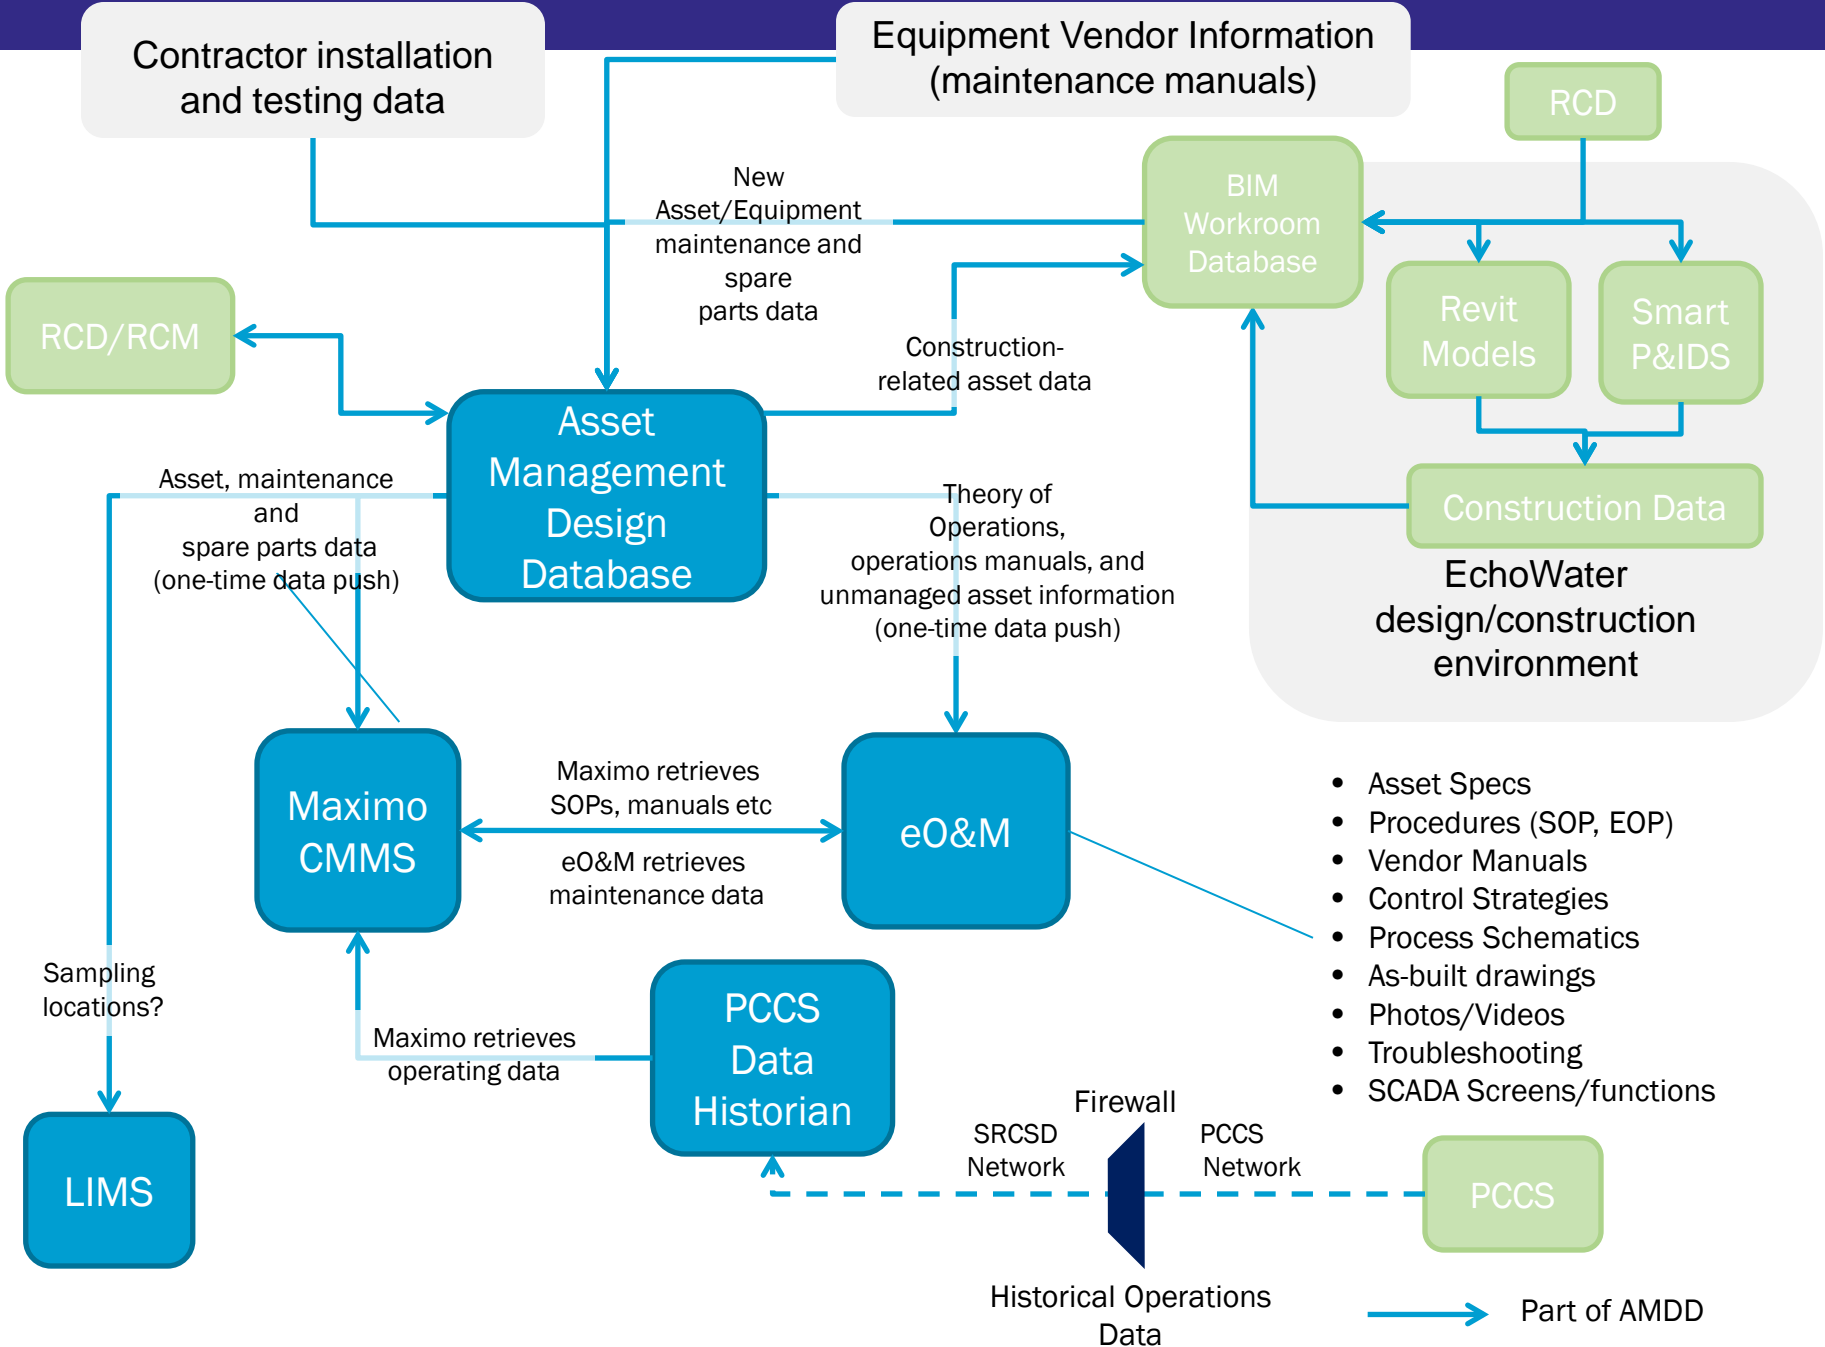 Contractor installation
and testing data
Equipment Vendor Information
(maintenance manuals)
RCD
New
Asset/Equipment
maintenance and
spare
parts data
BIM
Workroom
Database
RCD/RCM
Revit
Models
Smart
P&IDS
Construction-
related asset data
Asset
Management
Design
Database
Construction Data
EchoWater
design/construction
environment
Asset, maintenance
and
spare parts data
(one-time data push)
Theory of
Operations,
operations manuals, and
unmanaged asset information
(one-time data push)
Maximo
CMMS
Maximo retrieves
SOPs, manuals etc
eO&M retrieves
maintenance data
eO&M
• Asset Specs
• Procedures (SOP, EOP)
• Vendor Manuals
• Control Strategies
• Process Schematics
• As-built drawings
• Photos/Videos
• Troubleshooting
• SCADA Screens/functions
Sampling
locations?
Maximo retrieves
operating data
PCCS
Data
Historian
Firewall
SRCSD
Network
PCCS
Network
LIMS
PCCS
Historical Operations
Data
Part of AMDD